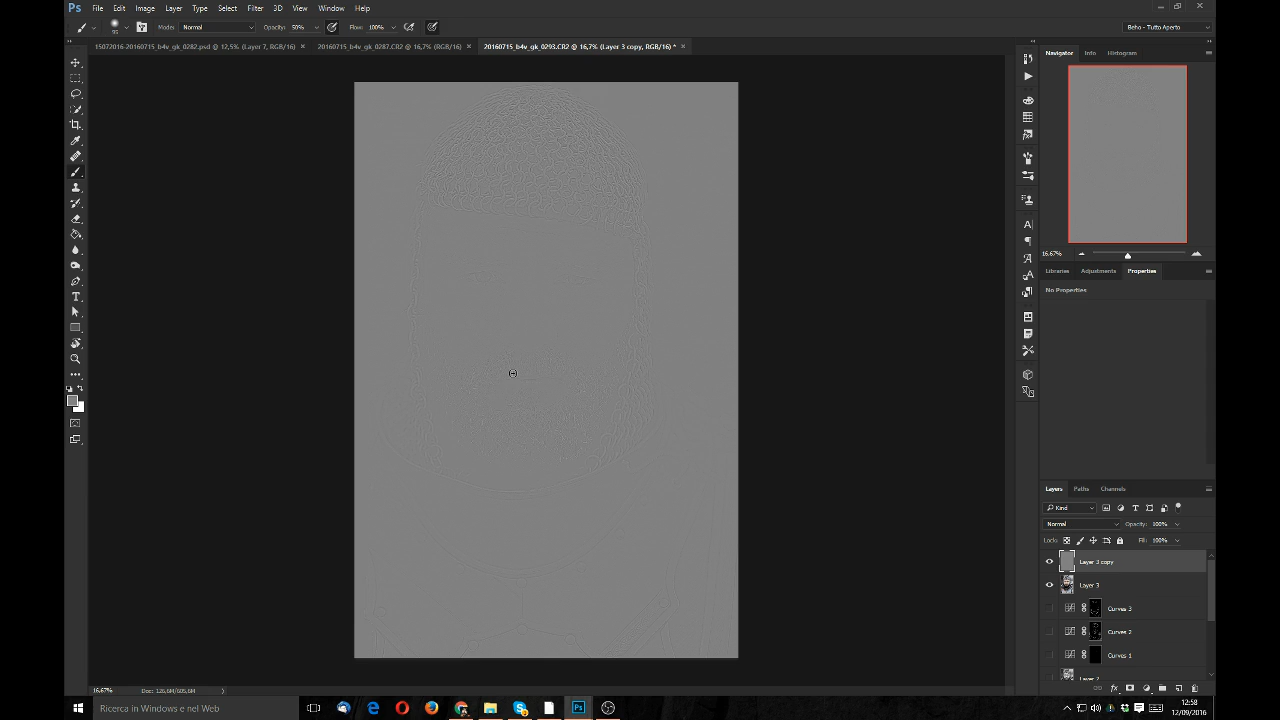 Ps File Edit Image Layer Type Select Filter 3D View Window Help
95 Mode: Normal Opacity: 50% Flow: 100% Beho - Tutto Aperto
15072016-20160715_b4v_gk_0282.psd @ 12,5% (Layer 7, RGB/16) × 20160715_b4v_gk_0287.CR2 @ 16,7% (RGB/16) × 20160715_b4v_gk_0293.CR2 @ 16,7% (Layer 3 copy, RGB/16) * ×
Navigator Info Histogram
16.67%
Libraries Adjustments Properties
No Properties
Layers Paths Channels
Kind
Normal Opacity: 100%
Lock: Fill: 100%
Layer 3 copy
Layer 3
Curves 3
Curves 2
Curves 1
16.67% Doc: 126,6M/605,6M
Ricerca in Windows e nel Web
12:58
12/09/2016